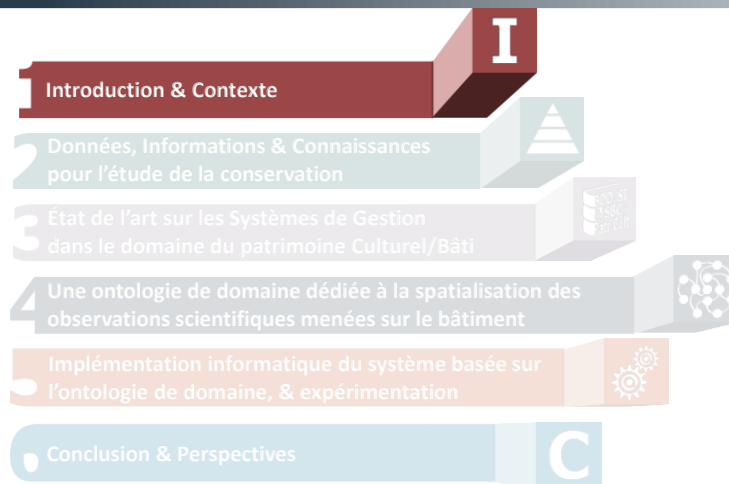 I
1 Introduction & Contexte
2 Données, Informations & Connaissances
pour l'étude de la conservation
3 État de l'art sur les Systèmes de Gestion
dans le domaine du patrimoine Culturel/Bâti
4 Une ontologie de domaine dédiée à la spatialisation des
observations scientifiques menées sur le bâtiment
Implémentation informatique du système basée sur
l'ontologie de domaine, & expérimentation
Conclusion & Perspectives
C